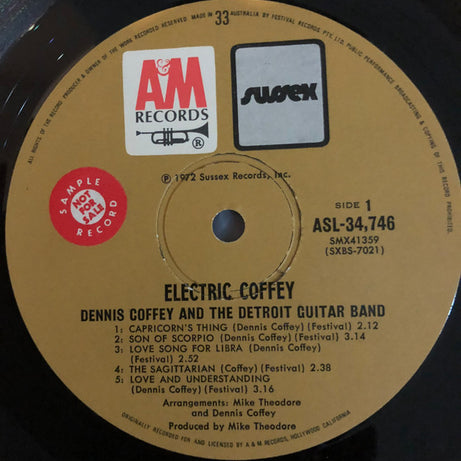 ALL RIGHTS OF THE RECORD PRODUCER & OWNER OF THE WORK RECORDED RESERVED. MADE IN 33 AUSTRALIA BY FESTIVAL RECORDS PTY. LTD. PUBLIC PERFORMANCE, BROADCASTING & COPYING OF THIS RECORD PROHIBITED.
A&M
RECORDS
®
sussex
SAMPLE
NOT
FOR
SALE
RECORD
℗ 1972 Sussex Records, Inc.
SIDE 1
ASL-34,746
SMX41359
(SXBS-7021)
ELECTRIC COFFEY
DENNIS COFFEY AND THE DETROIT GUITAR BAND
1: CAPRICORN'S THING (Dennis Coffey) (Festival) 2.12
2: SON OF SCORPIO (Dennis Coffey) (Festival) 3.14
3: LOVE SONG FOR LIBRA (Dennis Coffey)
(Festival) 2.52
4: THE SAGITTARIAN (Coffey) (Festival) 2.38
5: LOVE AND UNDERSTANDING
(Dennis Coffey) (Festival) 3.16
Arrangements: Mike Theodore
and Dennis Coffey
Produced by Mike Theodore
ORIGINALLY RECORDED FOR AND RELEASED BY A & M RECORDS, HOLLYWOOD CALIFORNIA